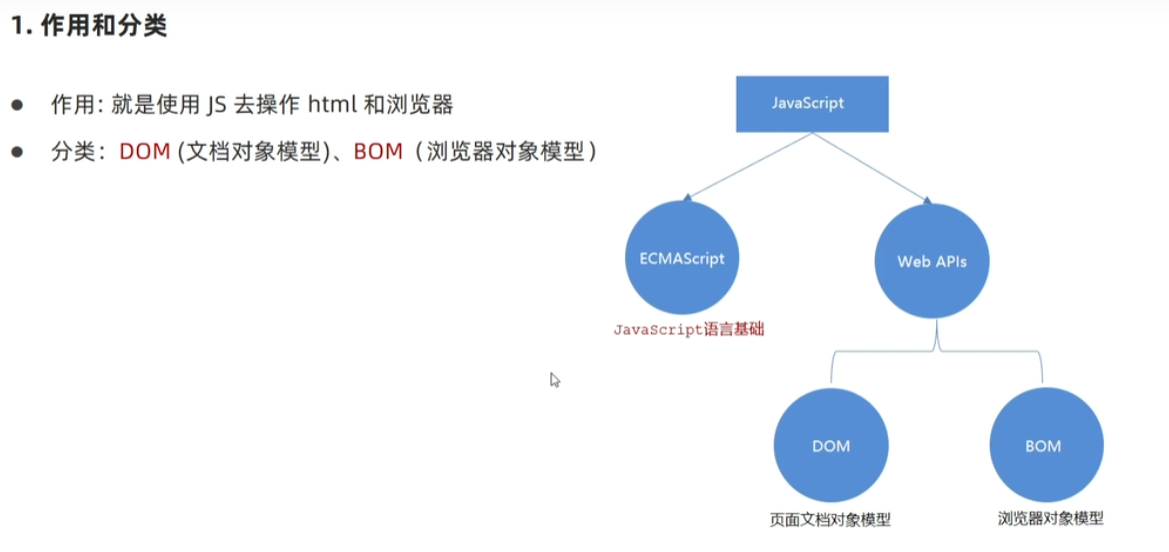 1. 作用和分类
作用: 就是使用 JS 去操作 html 和浏览器
分类：DOM (文档对象模型)、BOM（浏览器对象模型）
JavaScript
ECMAScript
Web APIs
JavaScript语言基础
DOM
BOM
页面文档对象模型
浏览器对象模型